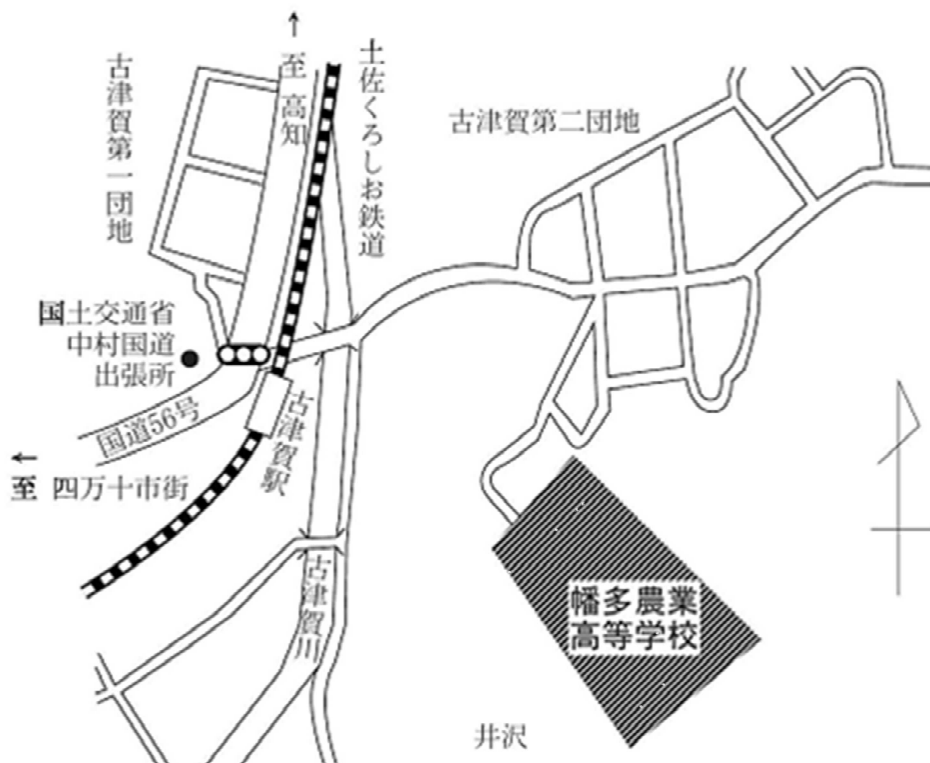 ↑
至 高知
土佐くろしお鉄道
古津賀第一団地
古津賀第二団地
国土交通省
中村国道
出張所
国道56号
古津賀駅
←
至 四万十市街
古津賀川
幡多農業
高等学校
井沢